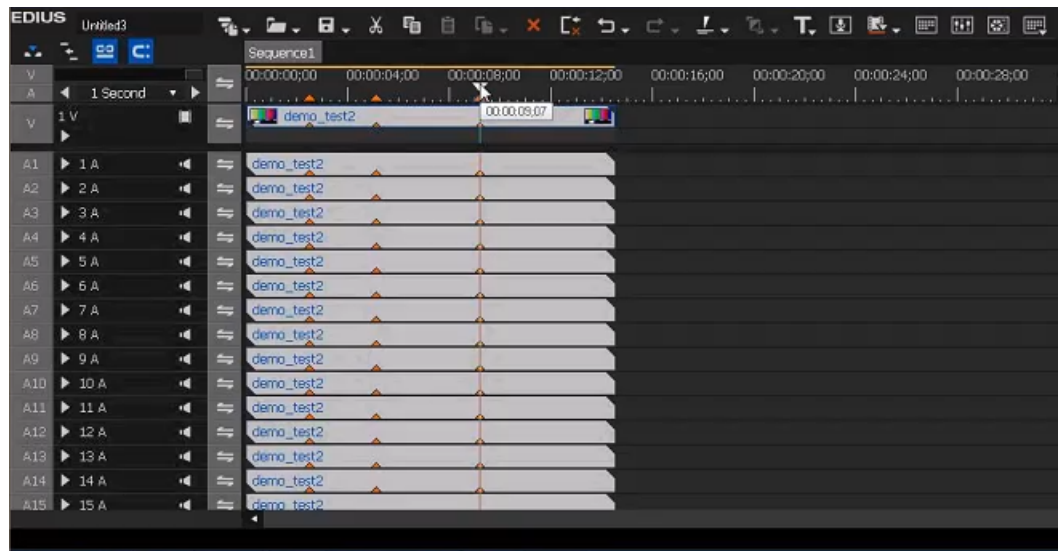 EDIUS Untitled3
Sequence1
V 00:00:00;00 00:00:04;00 00:00:08;00 00:00:12;00 00:00:16;00 00:00:20;00 00:00:24;00 00:00:28;00
A 1 Second
V 1 V demo_test2 00:00:09;07
A1 1 A demo_test2
A2 2 A demo_test2
A3 3 A demo_test2
A4 4 A demo_test2
A5 5 A demo_test2
A6 6 A demo_test2
A7 7 A demo_test2
A8 8 A demo_test2
A9 9 A demo_test2
A10 10 A demo_test2
A11 11 A demo_test2
A12 12 A demo_test2
A13 13 A demo_test2
A14 14 A demo_test2
A15 15 A demo_test2